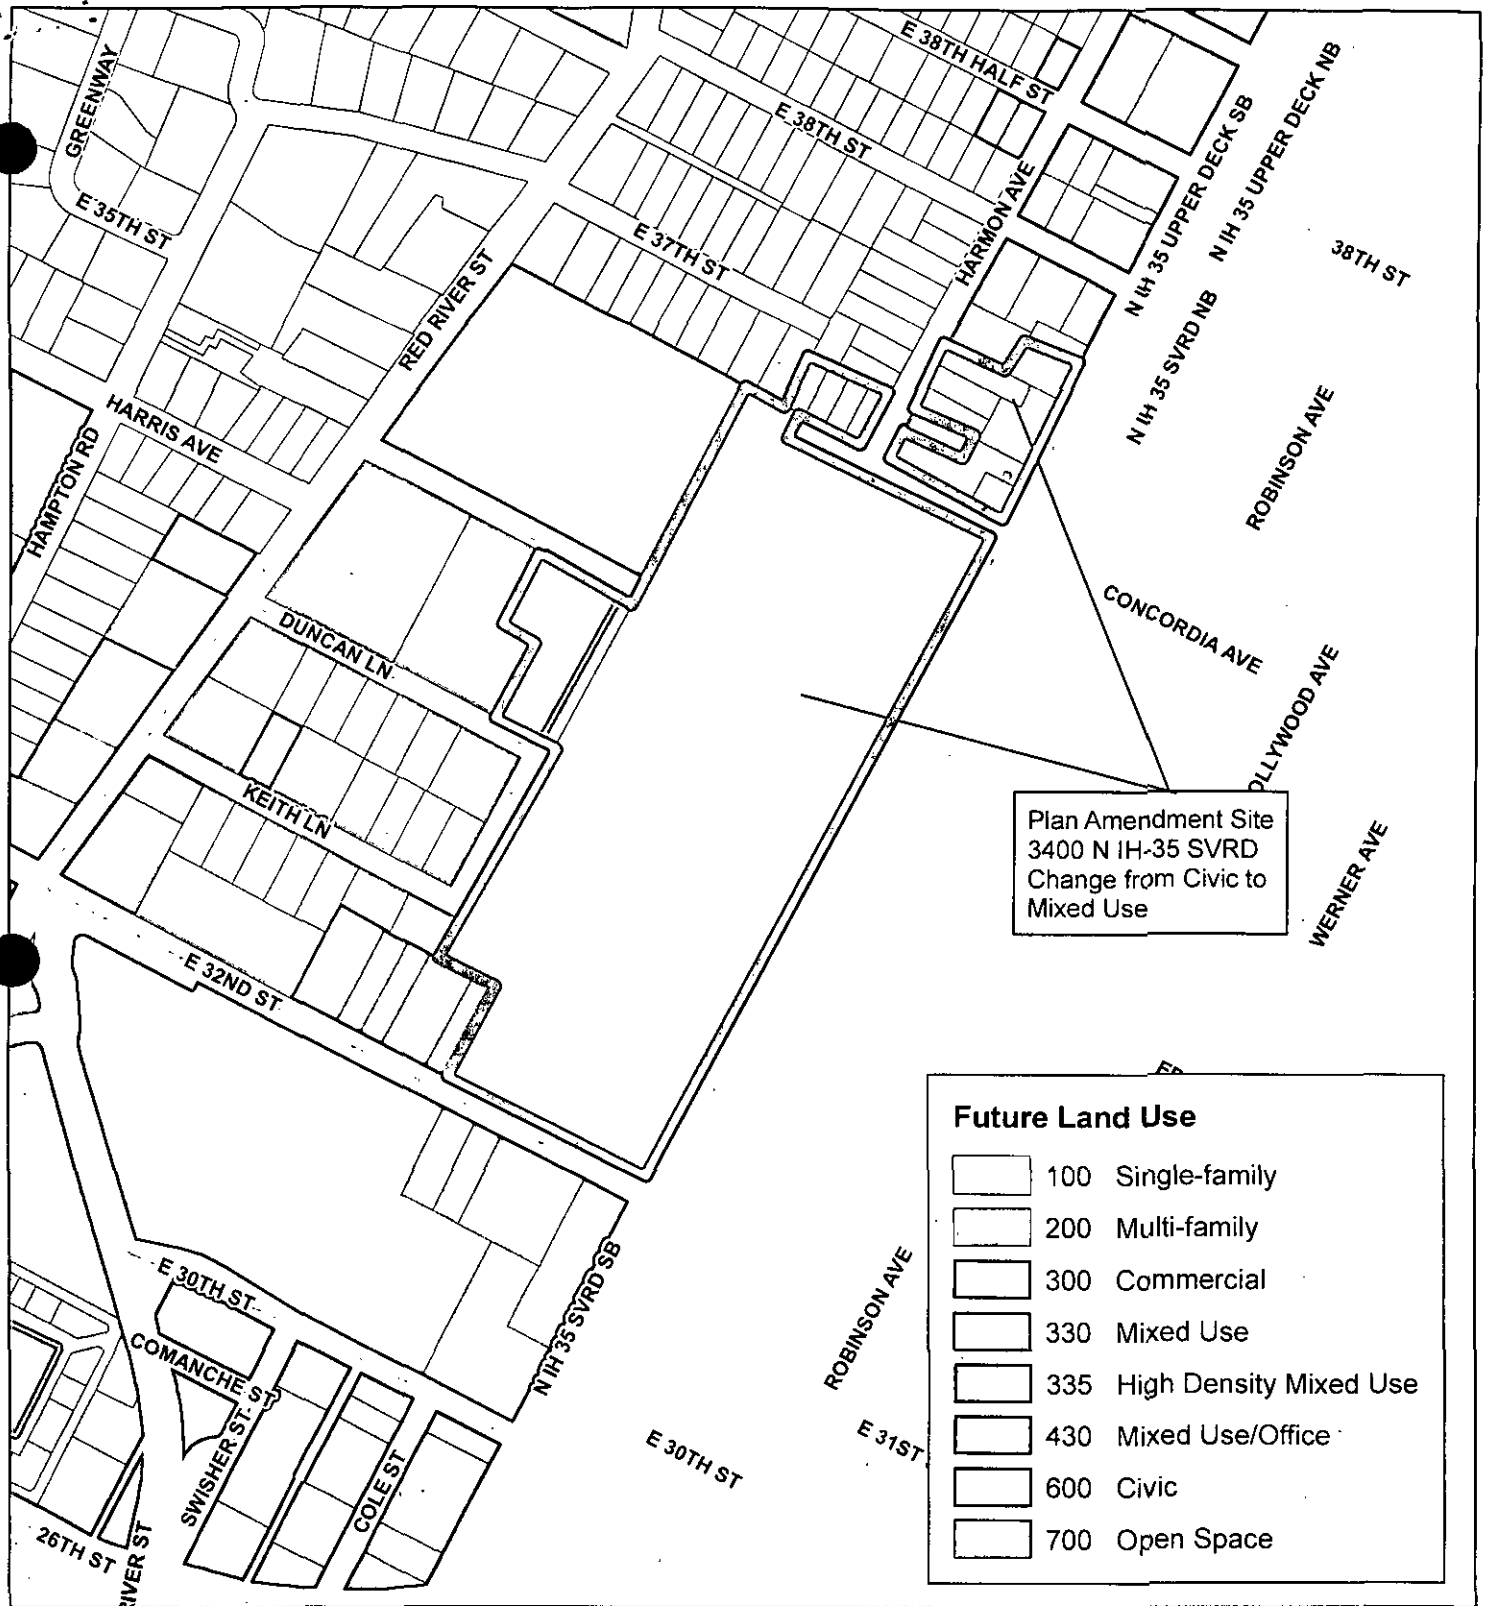 E 38TH HALF ST
GREENWAY
E 38TH ST
N IH 35 UPPER DECK SB
N IH 35 UPPER DECK NB
E 35TH ST
E 37TH ST
HARMON AVE
38TH ST
RED RIVER ST
N IH 35 SVRD NB
HARRIS AVE
HAMPTON RD
ROBINSON AVE
CONCORDIA AVE
DUNCAN LN
OLLYWOOD AVE
KEITH LN
Plan Amendment Site
3400 N IH-35 SVRD
Change from Civic to
Mixed Use
WERNER AVE
E 32ND ST
Future Land Use
100 Single-family
200 Multi-family
300 Commercial
330 Mixed Use
335 High Density Mixed Use
430 Mixed Use/Office
600 Civic
700 Open Space
E 30TH ST
N IH 35 SVRD SB
ROBINSON AVE
COMANCHE ST
SWISHER ST
COLE ST
E 30TH ST
E 31ST
26TH ST
RIVER ST